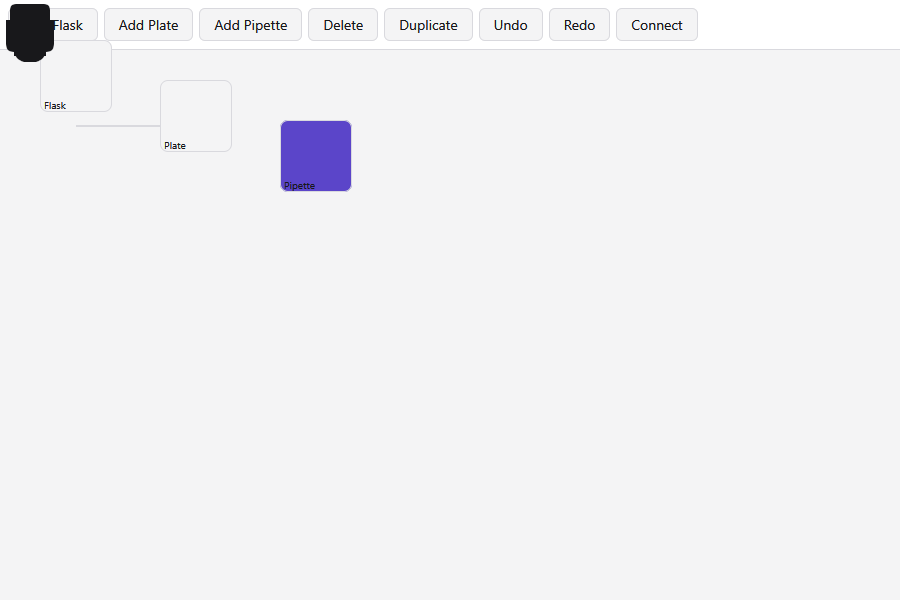 Flask
Add Plate
Add Pipette
Delete
Duplicate
Undo
Redo
Connect
Flask
Plate
Pipette